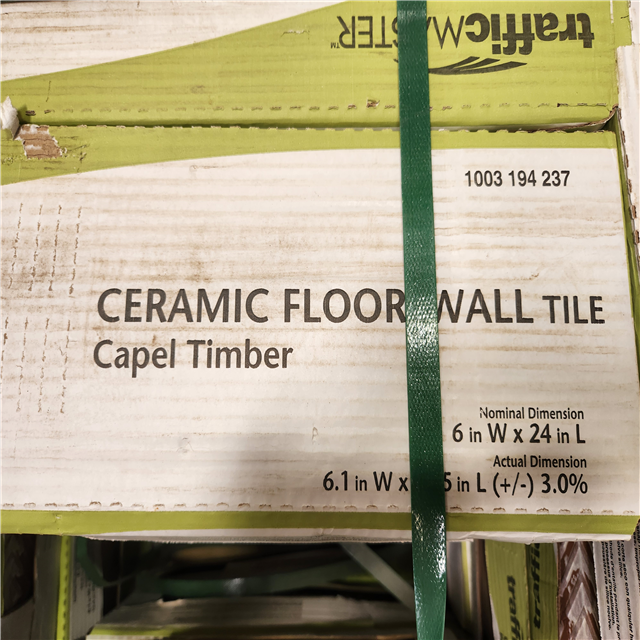 trafficMASTER™
1003 194 237
CERAMIC FLOOR WALL TILE
Capel Timber
Nominal Dimension
6 in W x 24 in L
Actual Dimension
6.1 in W x 5 in L (+/-) 3.0%
traffic